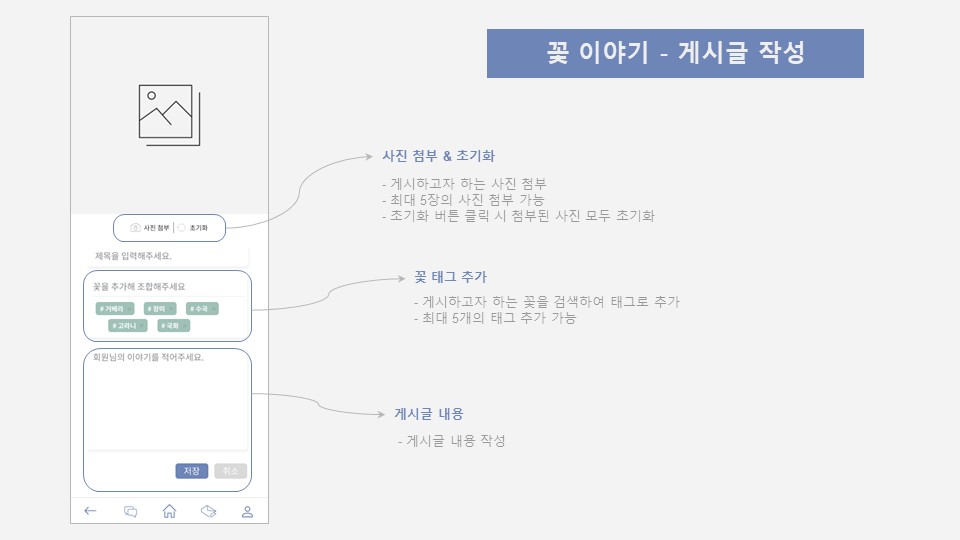 꽃 이야기 - 게시글 작성
사진 첨부 & 초기화
- 게시하고자 하는 사진 첨부
- 최대 5장의 사진 첨부 가능
- 초기화 버튼 클릭 시 첨부된 사진 모두 초기화
사진 첨부 | 초기화
제목을 입력해주세요.
꽃을 추가해 조합해주세요
# 거베라 # 장미 # 수국
# 고라니 # 국화
꽃 태그 추가
- 게시하고자 하는 꽃을 검색하여 태그로 추가
- 최대 5개의 태그 추가 가능
회원님의 이야기를 적어주세요.
게시글 내용
- 게시글 내용 작성
저장 취소